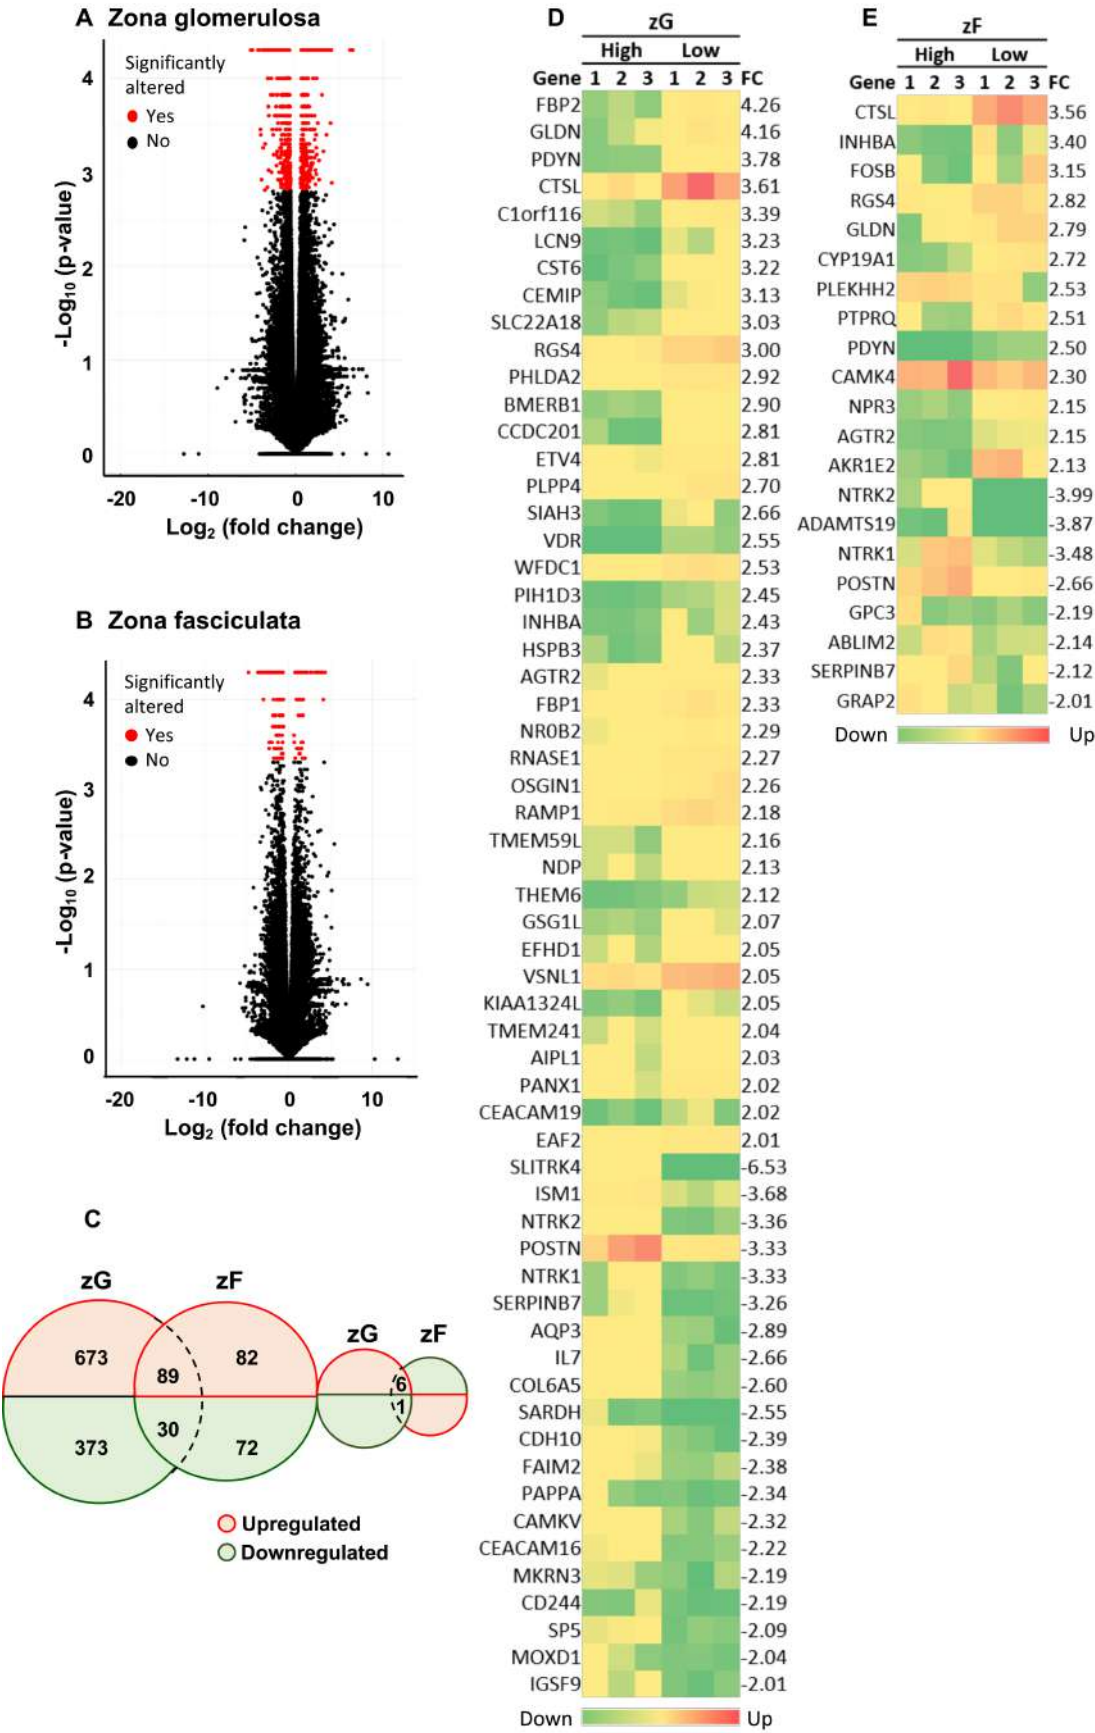 A Zona glomerulosa
Significantly
altered
Yes
No
4
3
2
1
0
-Log10 (p-value)
-20 -10 0 10
Log2 (fold change)
B Zona fasciculata
Significantly
altered
Yes
No
4
3
2
1
0
-Log10 (p-value)
-20 -10 0 10
Log2 (fold change)
C
zG zF
673 89 82
373 30 72
zG zF
6
1
Upregulated
Downregulated
D
zG
High Low
Gene 1 2 3 1 2 3 FC
FBP2 4.26
GLDN 4.16
PDYN 3.78
CTSL 3.61
C1orf116 3.39
LCN9 3.23
CST6 3.22
CEMIP 3.13
SLC22A18 3.03
RGS4 3.00
PHLDA2 2.92
BMERB1 2.90
CCDC201 2.81
ETV4 2.81
PLPP4 2.70
SIAH3 2.66
VDR 2.55
WFDC1 2.53
PIH1D3 2.45
INHBA 2.43
HSPB3 2.37
AGTR2 2.33
FBP1 2.33
NR0B2 2.29
RNASE1 2.27
OSGIN1 2.26
RAMP1 2.18
TMEM59L 2.16
NDP 2.13
THEM6 2.12
GSG1L 2.07
EFHD1 2.05
VSNL1 2.05
KIAA1324L 2.05
TMEM241 2.04
AIPL1 2.03
PANX1 2.02
CEACAM19 2.02
EAF2 2.01
SLITRK4 -6.53
ISM1 -3.68
NTRK2 -3.36
POSTN -3.33
NTRK1 -3.33
SERPINB7 -3.26
AQP3 -2.89
IL7 -2.66
COL6A5 -2.60
SARDH -2.55
CDH10 -2.39
FAIM2 -2.38
PAPPA -2.34
CAMKV -2.32
CEACAM16 -2.22
MKRN3 -2.19
CD244 -2.19
SP5 -2.09
MOXD1 -2.04
IGSF9 -2.01
Down Up
E
zF
High Low
Gene 1 2 3 1 2 3 FC
CTSL 3.56
INHBA 3.40
FOSB 3.15
RGS4 2.82
GLDN 2.79
CYP19A1 2.72
PLEKHH2 2.53
PTPRQ 2.51
PDYN 2.50
CAMK4 2.30
NPR3 2.15
AGTR2 2.15
AKR1E2 2.13
NTRK2 -3.99
ADAMTS19 -3.87
NTRK1 -3.48
POSTN -2.66
GPC3 -2.19
ABLIM2 -2.14
SERPINB7 -2.12
GRAP2 -2.01
Down Up